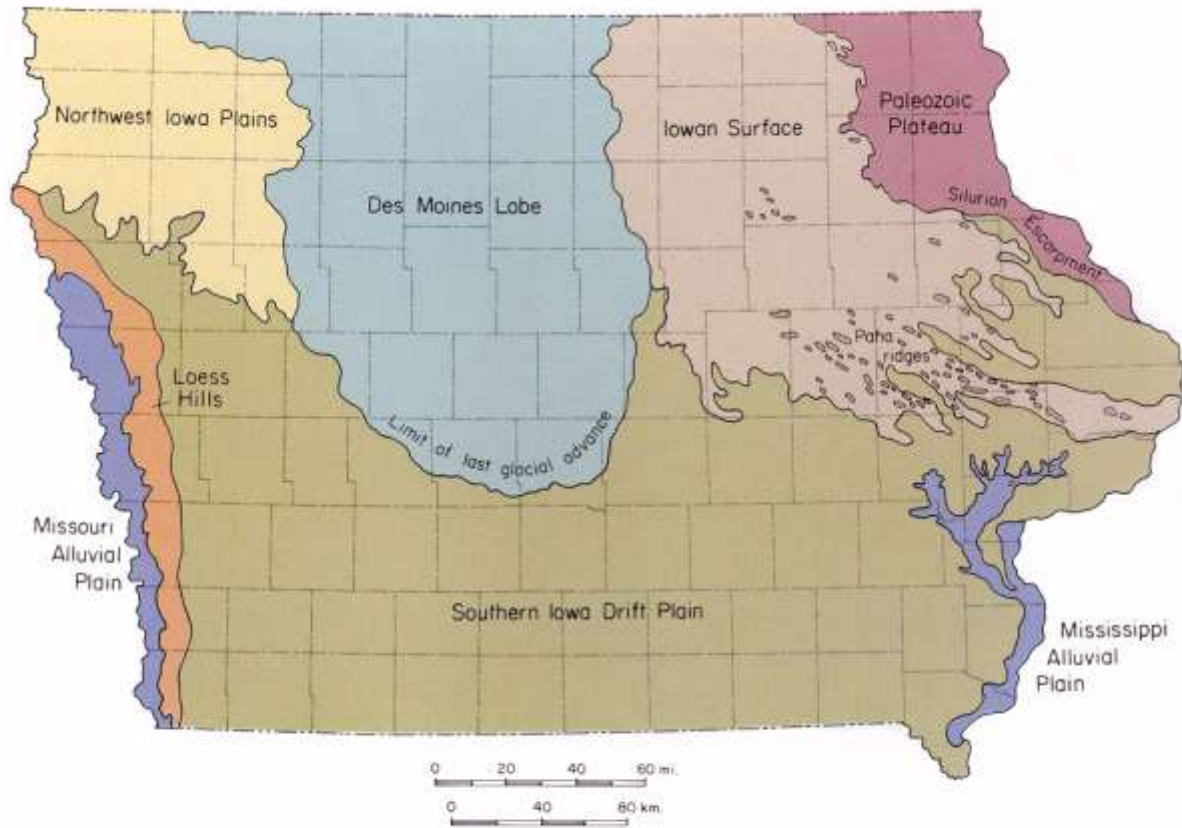 Northwest Iowa Plains
Des Moines Lobe
Iowan Surface
Paleozoic
Plateau
Silurian
Escarpment
Paha
ridges
Loess
Hills
Limit of last glacial advance
Missouri
Alluvial
Plain
Southern Iowa Drift Plain
Mississippi
Alluvial
Plain
0 20 40 60 mi.
0 40 60 km.